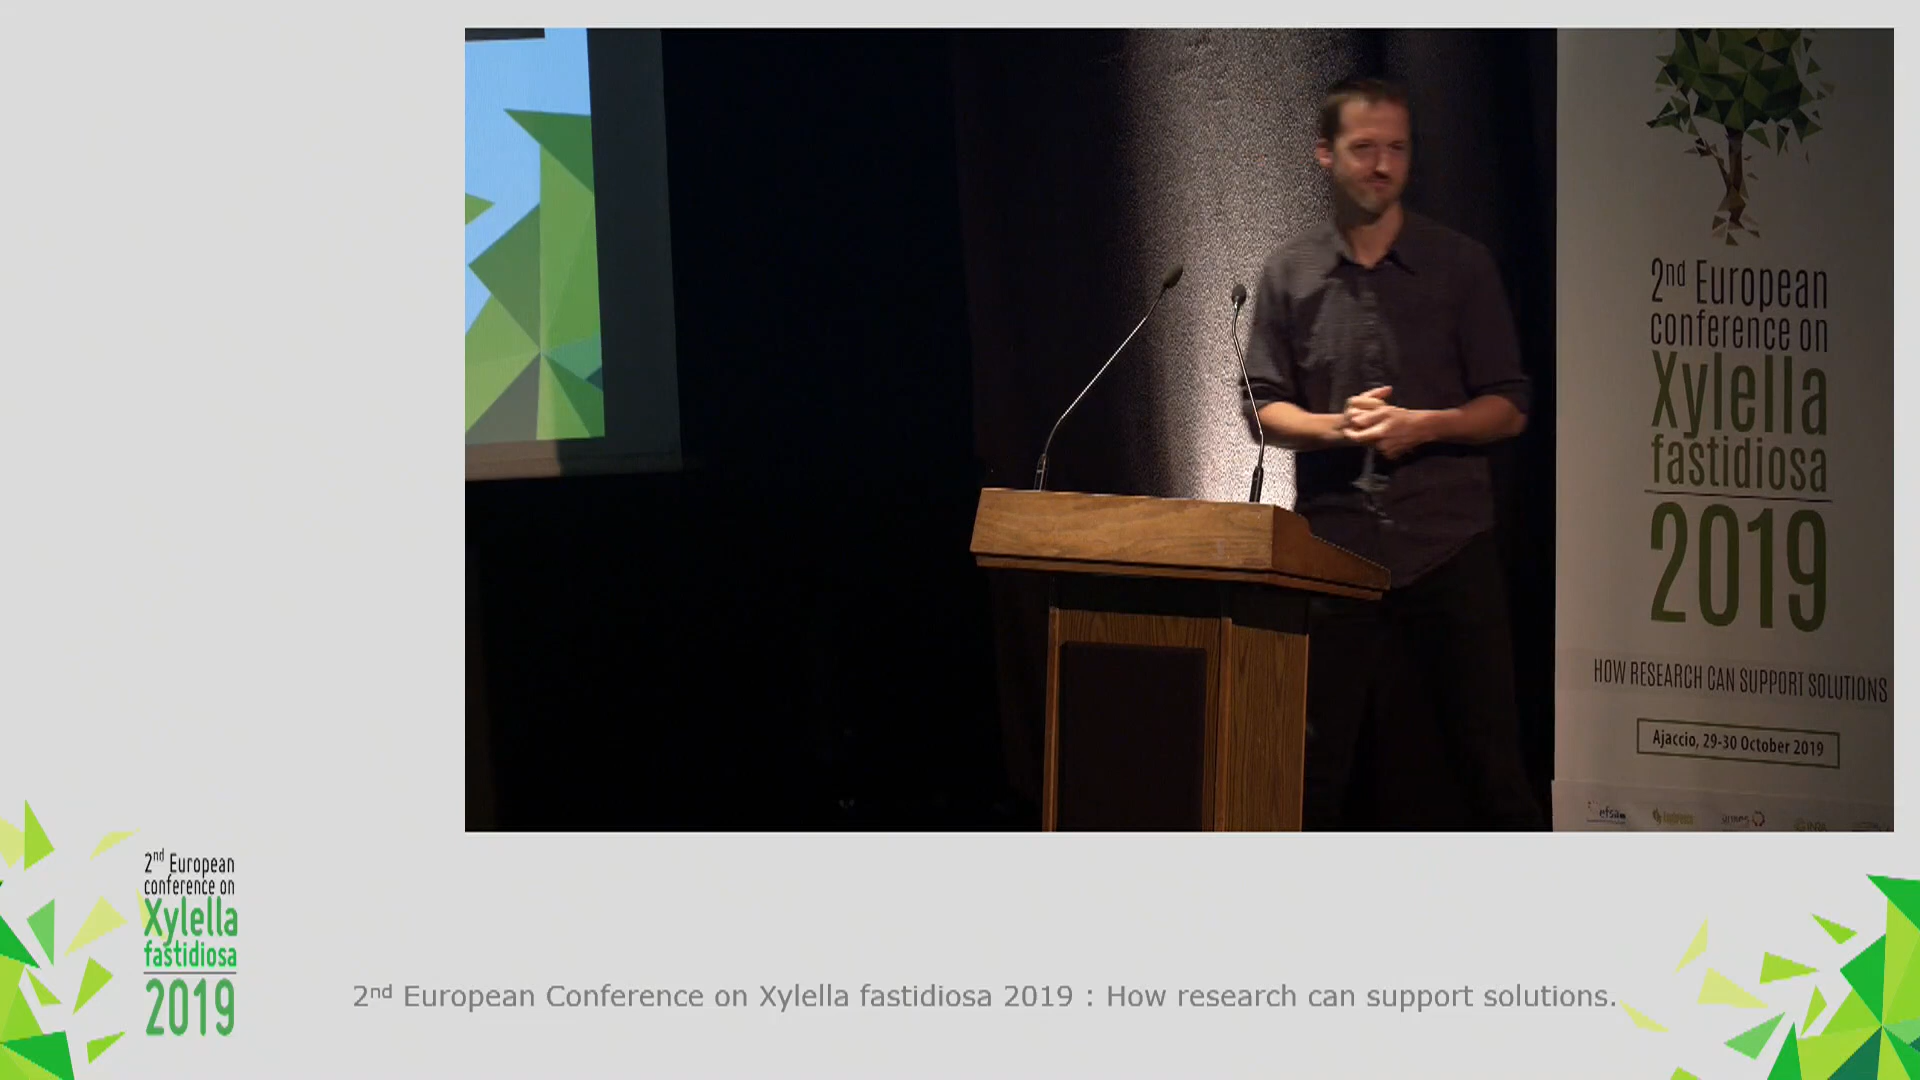 2nd European
conference on
Xylella
fastidiosa
2019
HOW RESEARCH CAN SUPPORT SOLUTIONS
Ajaccio, 29-30 October 2019
efsa
2nd European
conference on
Xylella
fastidiosa
2019
2nd European Conference on Xylella fastidiosa 2019 : How research can support solutions.